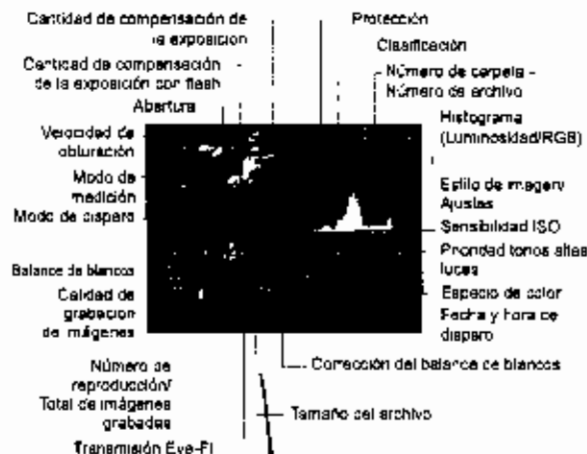 Cantidad de compensación de
la exposición
Protección
Clasificación
Cantidad de compensación
de la exposición con flash
Número de carpeta -
Número de archivo
Abertura
Histograma
(Luminosidad/RGB)
Velocidad de
obturación
Modo de
medición
Estilo de imagen/
Ajustes
Modo de disparo
Sensibilidad ISO
Prioridad tonos altas
luces
Balance de blancos
Calidad de
grabación
de imágenes
Espacio de color
Fecha y hora de
disparo
Corrección del balance de blancos
Número de
reproducción/
Total de imágenes
grabadas
Tamaño del archivo
Transmisión Eye-Fi